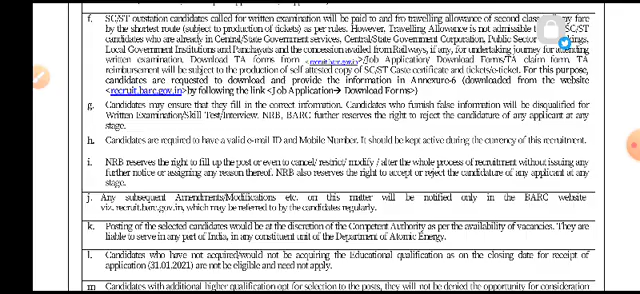 f. SC/ST outstation candidates called for written examination will be paid to and fro travelling allowance of second class fare
by the shortest route (subject to production of tickets) as per rules. However, Travelling Allowance is not admissible SC/ST
candidates who are already in Central/State Government services, Central/State Government Corporation, Public Sector
Local Government Institutions and Panchayats and the concession availed from Railways, if any, for undertaking journey for attending
written examination. Download TA forms from <recruit.barc.gov.in>/Job Application/ Download Forms/TA claim form. TA
reimbursement will be subject to the production of self attested copy of SC/ST Caste certificate and tickets/e-ticket. For this purpose,
candidates are requested to download and provide the information in Annexure-6 (downloaded from the website
<recruit.barc.gov.in>by following the link <Job Application→ Download Forms>)
g. Candidates may ensure that they fill in the correct information. Candidates who furnish false information will be disqualified for
Written Examination/Skill Test/Interview. NRB, BARC further reserves the right to reject the candidature of any applicant at any
stage.
h. Candidates are required to have a valid e-mail ID and Mobile Number. It should be kept active during the currency of this recruitment.
i. NRB reserves the right to fill up the post or even to cancel/ restrict/ modify / alter the whole process of recruitment without issuing any
further notice or assigning any reason thereof. NRB also reserves the right to accept or reject the candidature of any applicant at any
stage.
j. Any subsequent Amendments/Modifications etc. on this matter will be notified only in the BARC website
viz. recruit.barc.gov.in, which may be referred to by the candidates regularly.
k. Posting of the selected candidates would be at the discretion of the Competent Authority as per the availability of vacancies. They are
liable to serve in any part of India, in any constituent unit of the Department of Atomic Energy.
l. Candidates who have not acquired/would not be acquiring the Educational qualification as on the closing date for receipt of
application (31.01.2021) are not be eligible and need not apply.
m Candidates with additional higher qualification opt for selection to the posts, they will not be denied the opportunity for consideration